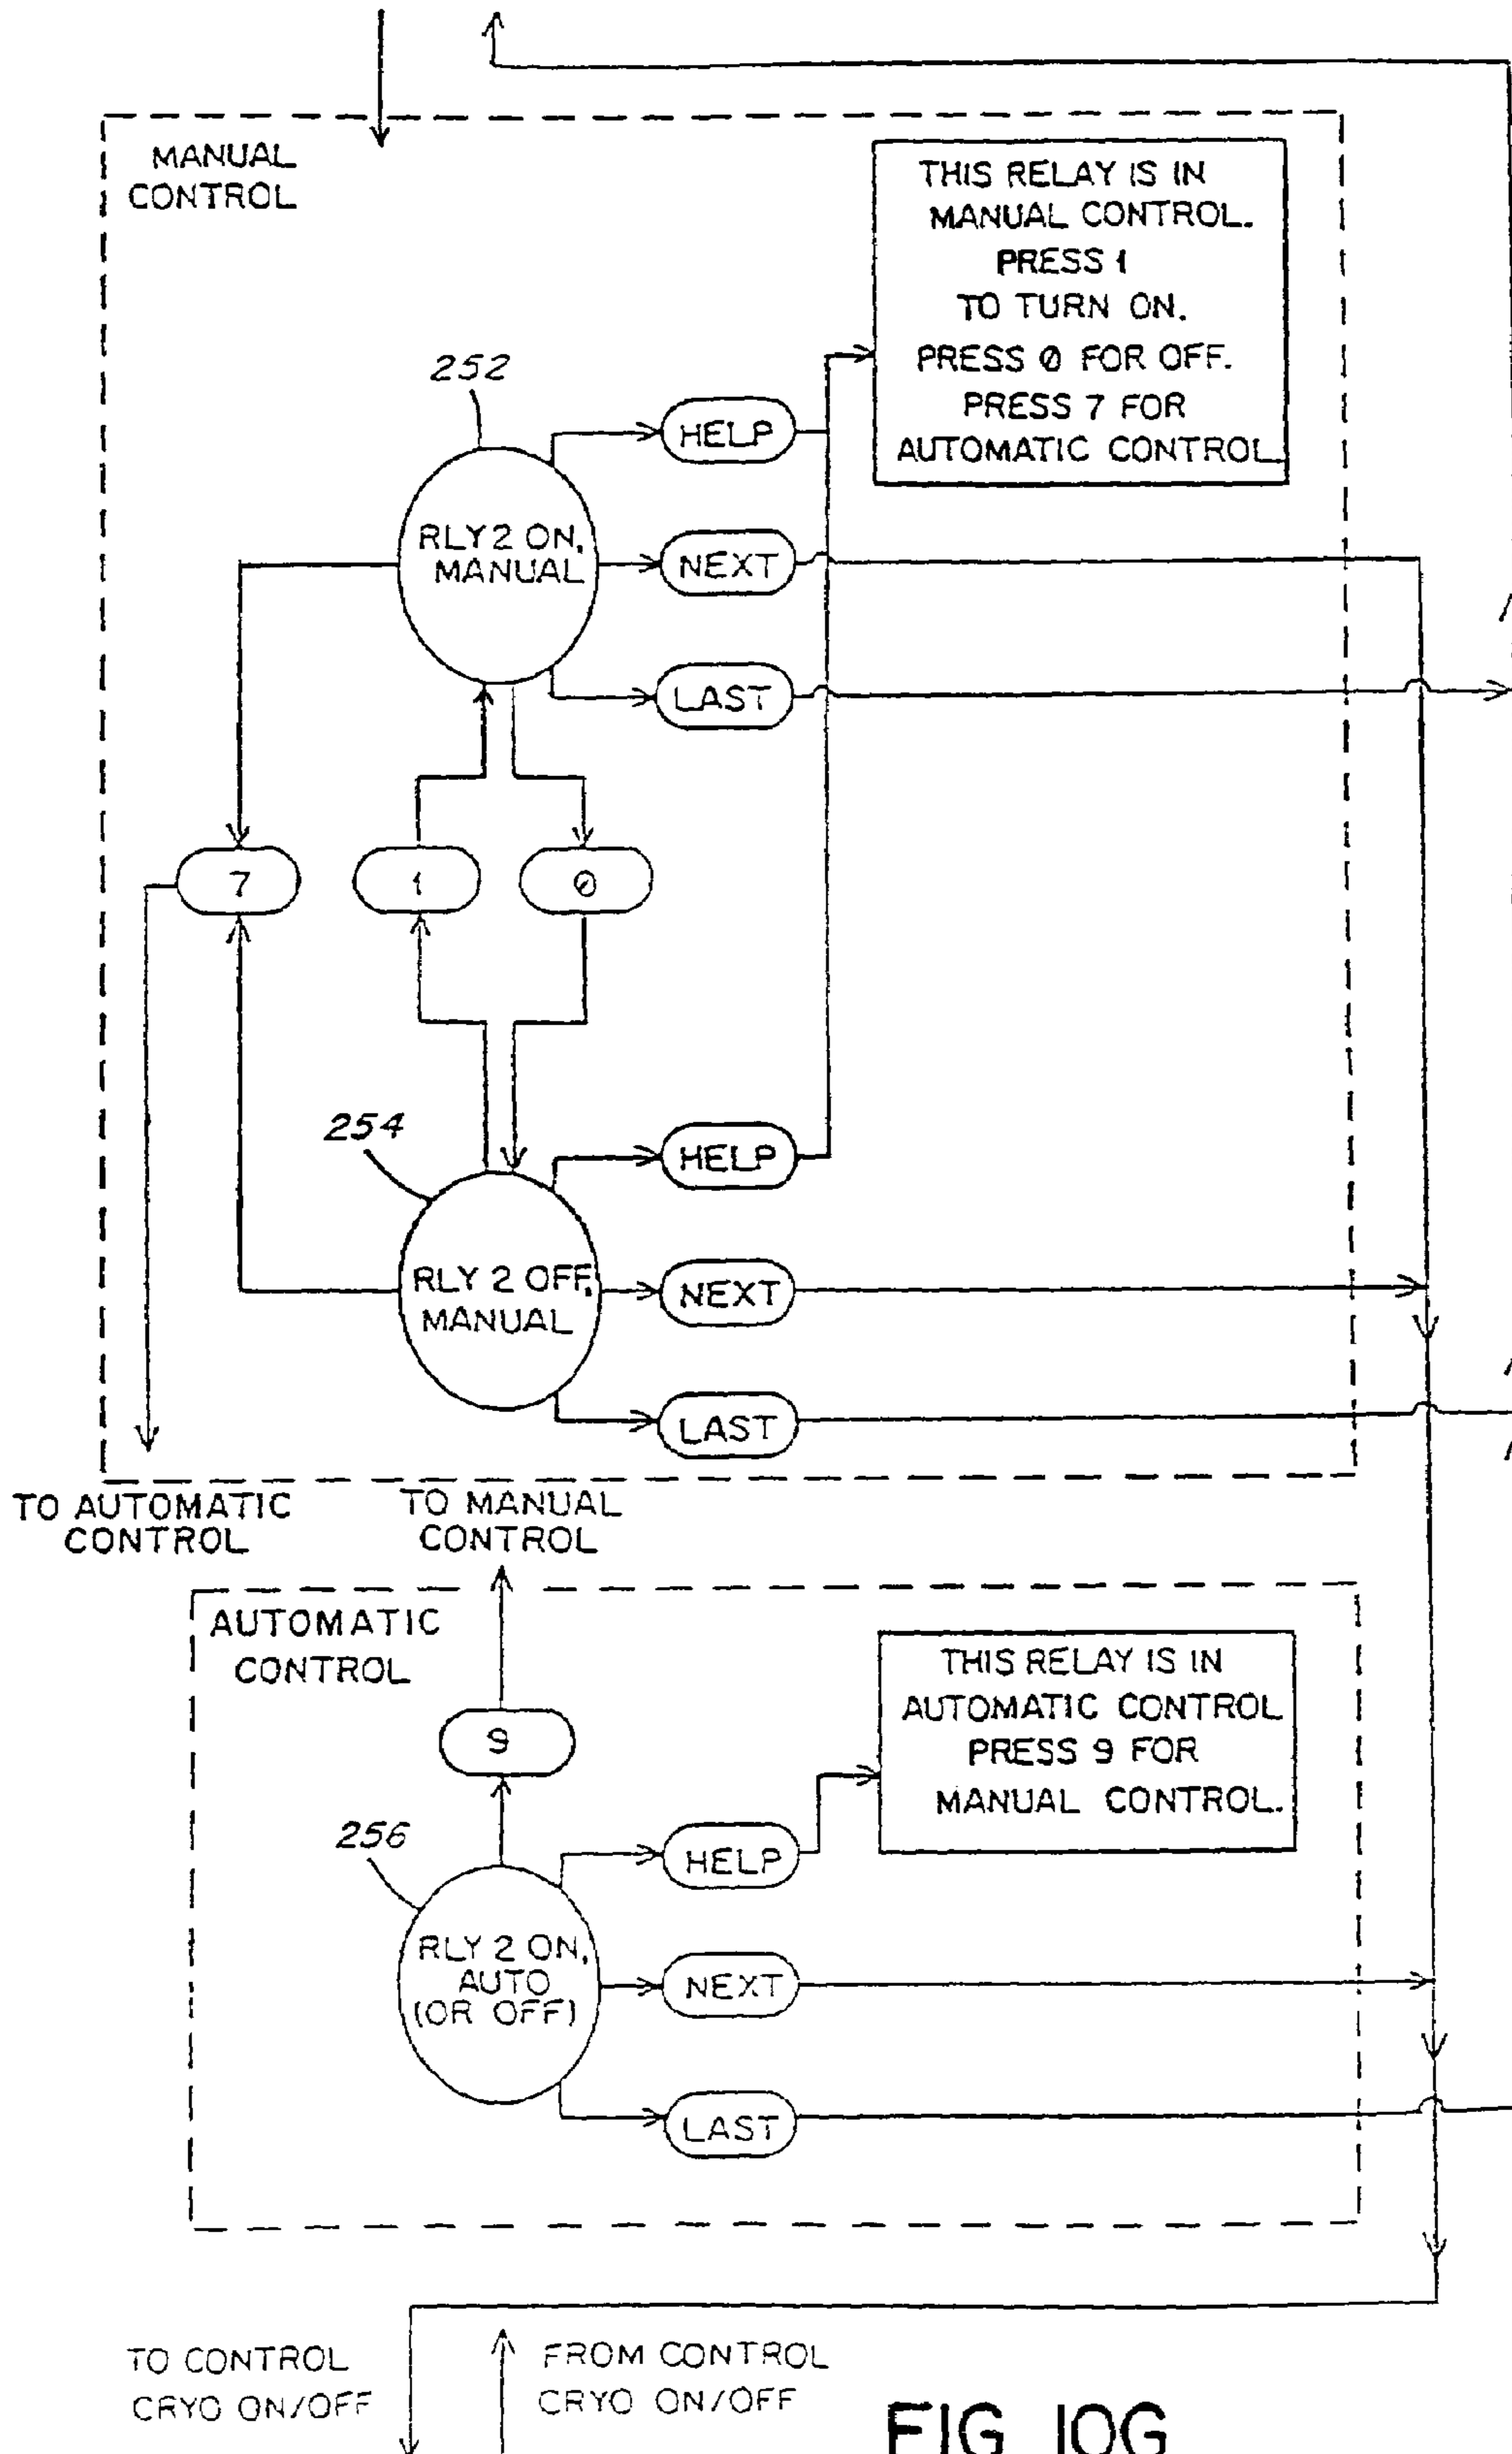 MANUAL
CONTROL
THIS RELAY IS IN
MANUAL CONTROL.
PRESS 1
TO TURN ON.
PRESS 0 FOR OFF.
PRESS 7 FOR
AUTOMATIC CONTROL.
252
HELP
RLY 2 ON,
MANUAL
NEXT
LAST
7
1
0
254
HELP
RLY 2 OFF,
MANUAL
NEXT
LAST
TO AUTOMATIC
CONTROL
TO MANUAL
CONTROL
AUTOMATIC
CONTROL
THIS RELAY IS IN
AUTOMATIC CONTROL
PRESS 9 FOR
MANUAL CONTROL.
9
256
HELP
RLY 2 ON,
AUTO
(OR OFF)
NEXT
LAST
TO CONTROL
CRYO ON/OFF
FROM CONTROL
CRYO ON/OFF
FIG 10G